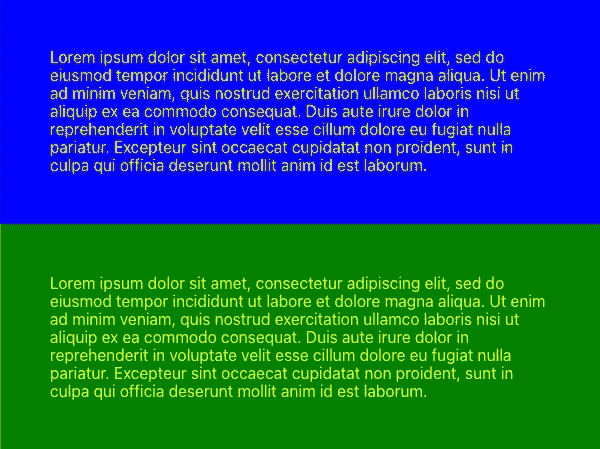 Lorem ipsum dolor sit amet, consectetur adipiscing elit, sed do
eiusmod tempor incididunt ut labore et dolore magna aliqua. Ut enim
ad minim veniam, quis nostrud exercitation ullamco laboris nisi ut
aliquip ex ea commodo consequat. Duis aute irure dolor in
reprehenderit in voluptate velit esse cillum dolore eu fugiat nulla
pariatur. Excepteur sint occaecat cupidatat non proident, sunt in
culpa qui officia deserunt mollit anim id est laborum.
Lorem ipsum dolor sit amet, consectetur adipiscing elit, sed do
eiusmod tempor incididunt ut labore et dolore magna aliqua. Ut enim
ad minim veniam, quis nostrud exercitation ullamco laboris nisi ut
aliquip ex ea commodo consequat. Duis aute irure dolor in
reprehenderit in voluptate velit esse cillum dolore eu fugiat nulla
pariatur. Excepteur sint occaecat cupidatat non proident, sunt in
culpa qui officia deserunt mollit anim id est laborum.